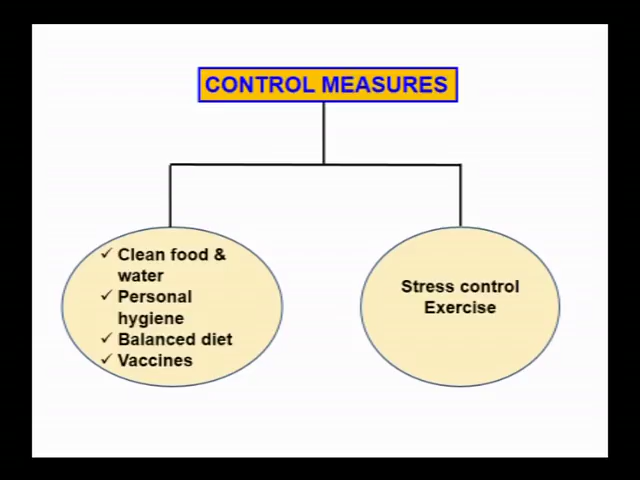 CONTROL MEASURES
✓ Clean food &
water
✓ Personal
hygiene
✓ Balanced diet
✓ Vaccines
Stress control
Exercise